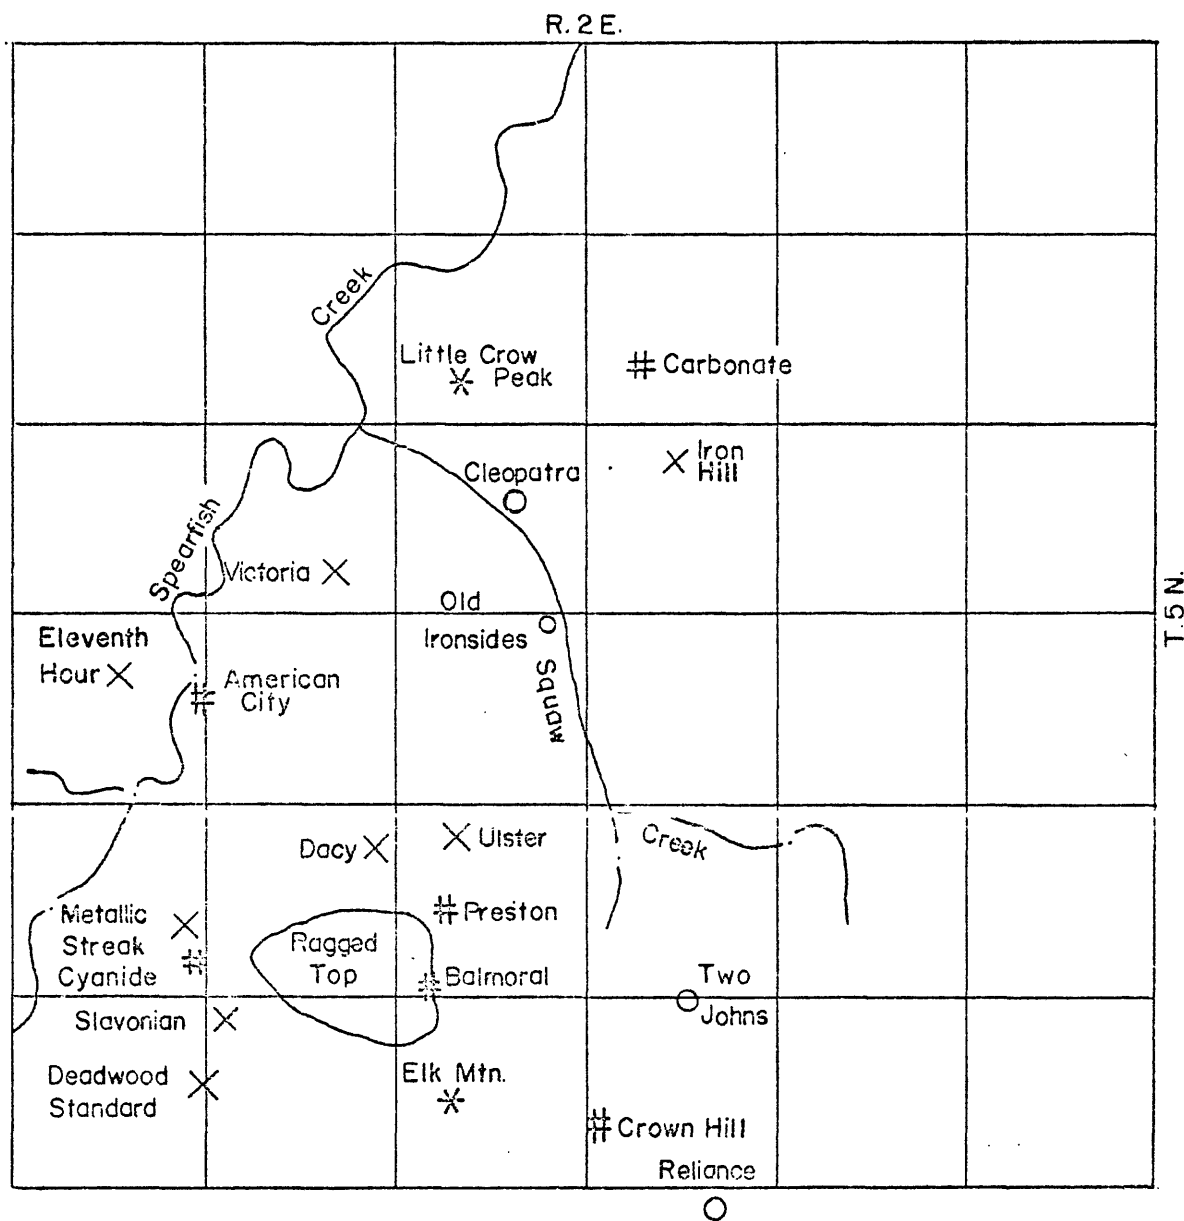 R. 2 E.
Creek
Little Crow
Peak
Carbonate
Iron
Hill
Cleopatra
Spearfish
Victoria
Old
Ironsides
T. 5 N.
Eleventh
Hour
American
City
Squaw
Dacy
Ulster
Creek
Metallic
Streak
Cyanide
Preston
Ragged
Top
Balmoral
Two
Johns
Slavonian
Deadwood
Standard
Elk Mtn.
Crown Hill
Reliance